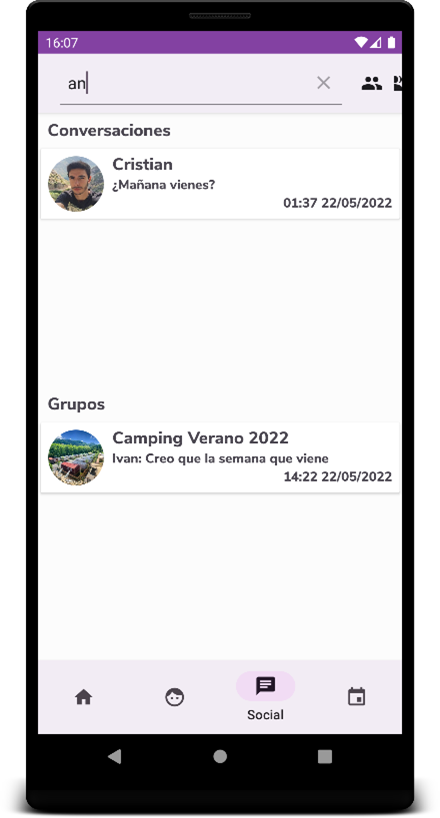 16:07
an
Conversaciones
Cristian
¿Mañana vienes?
01:37 22/05/2022
Grupos
Camping Verano 2022
Ivan: Creo que la semana que viene
14:22 22/05/2022
Social